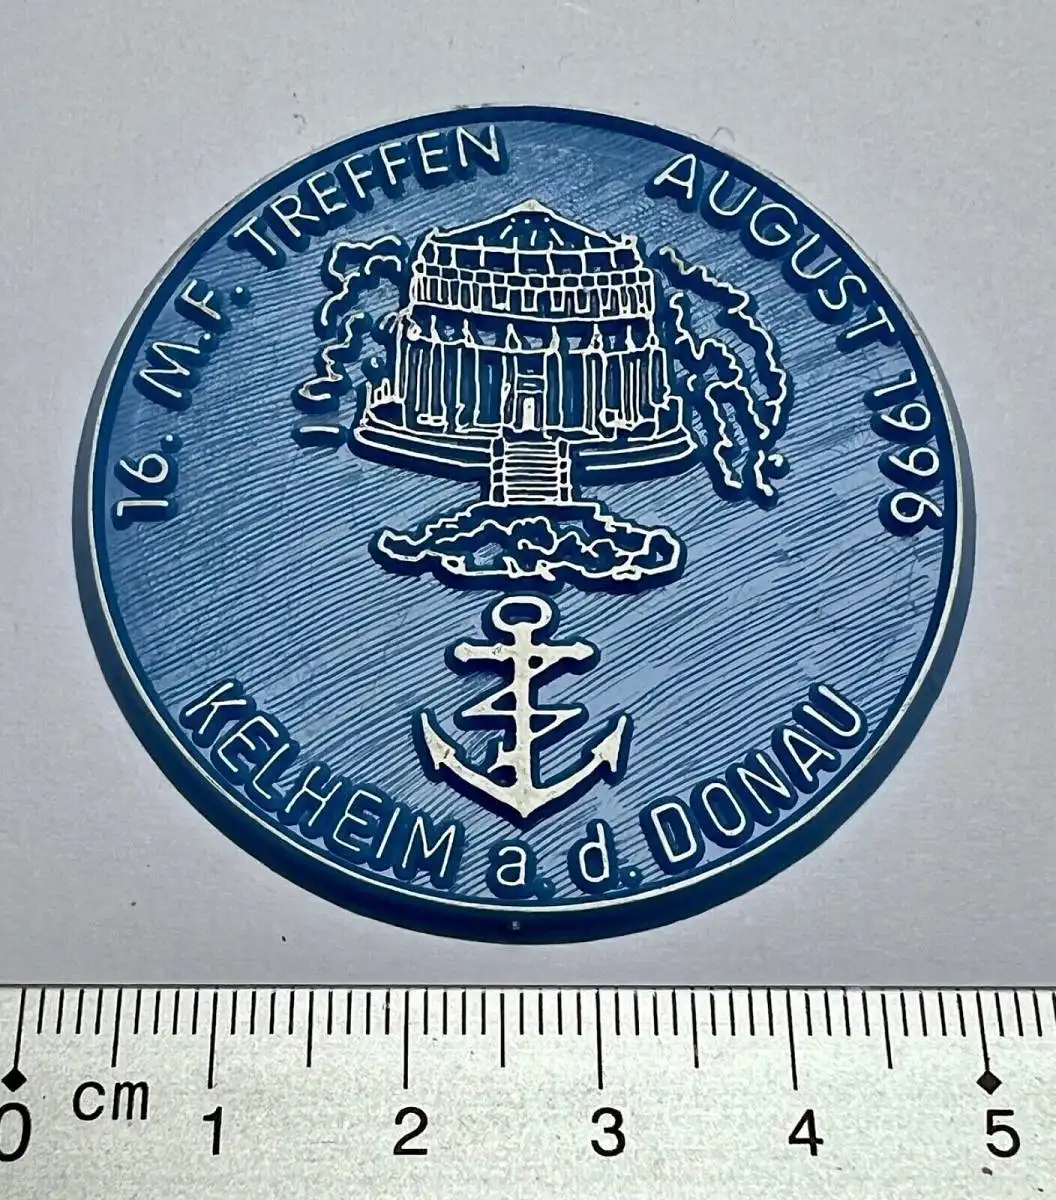 16. M.F. TREFFEN AUGUST 1996
KELHEIM a. d. DONAU
0 cm 1 2 3 4 5